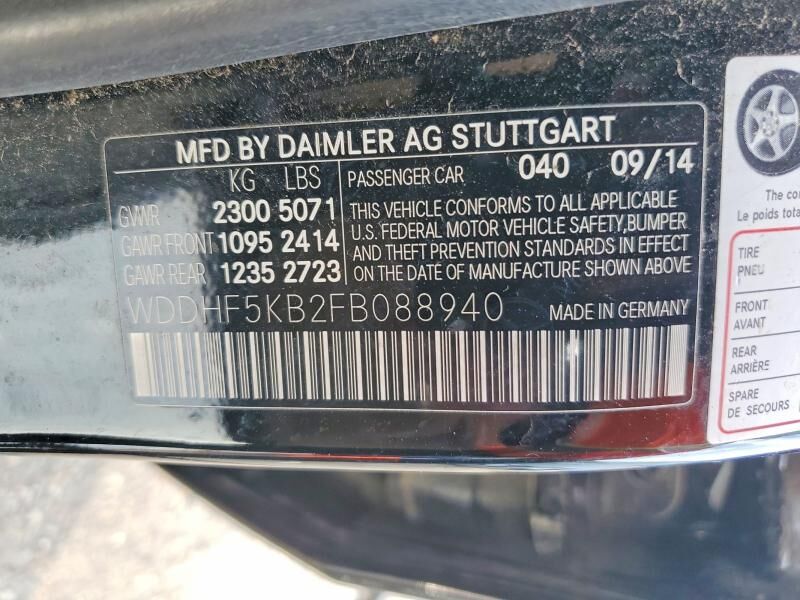 MFD BY DAIMLER AG STUTTGART
KG LBS
GVWR 2300 5071
GAWR FRONT 1095 2414
GAWR REAR 1235 2723
PASSENGER CAR 040 09/14
THIS VEHICLE CONFORMS TO ALL APPLICABLE
U.S. FEDERAL MOTOR VEHICLE SAFETY,BUMPER
AND THEFT PREVENTION STANDARDS IN EFFECT
ON THE DATE OF MANUFACTURE SHOWN ABOVE
WDDHF5KB2FB088940 MADE IN GERMANY
The
Le poids
TIRE
PNEU
FRONT
AVANT
REAR
ARRIÈRE
SPARE
DE SECOURS